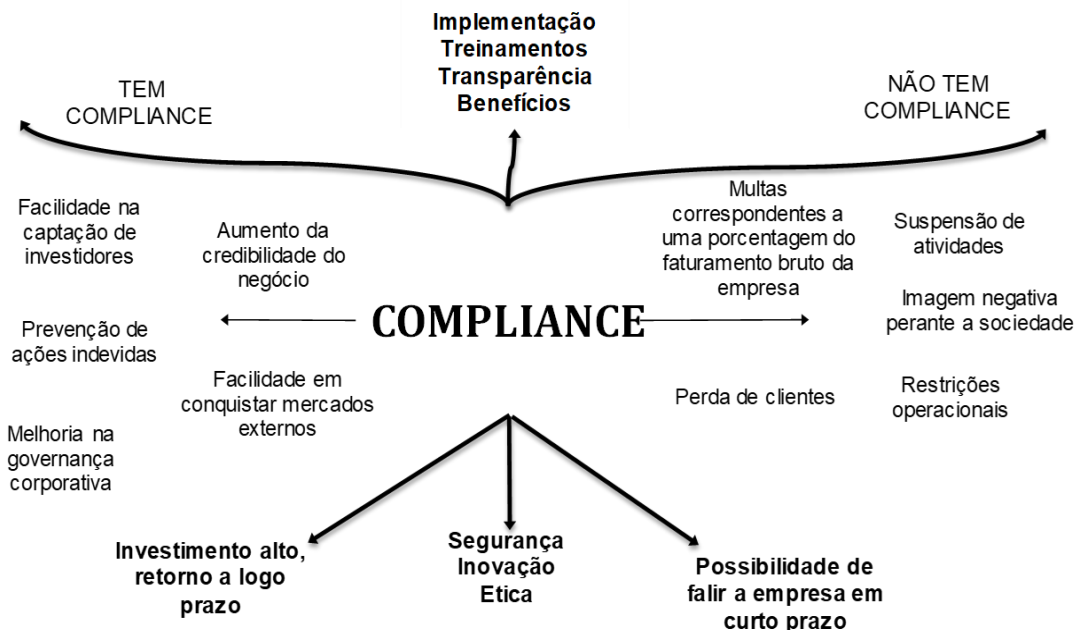 Implementação
Treinamentos
Transparência
Benefícios
TEM
COMPLIANCE
NÃO TEM
COMPLIANCE
Facilidade na
captação de
investidores
Aumento da
credibilidade do
negócio
Multas
correspondentes a
uma porcentagem do
faturamento bruto da
empresa
Suspensão de
atividades
Prevenção de
ações indevidas
COMPLIANCE
Imagem negativa
perante a sociedade
Facilidade em
conquistar mercados
externos
Perda de clientes
Restrições
operacionais
Melhoria na
governança
corporativa
Investimento alto,
retorno a logo
prazo
Segurança
Inovação
Etica
Possibilidade de
falir a empresa em
curto prazo